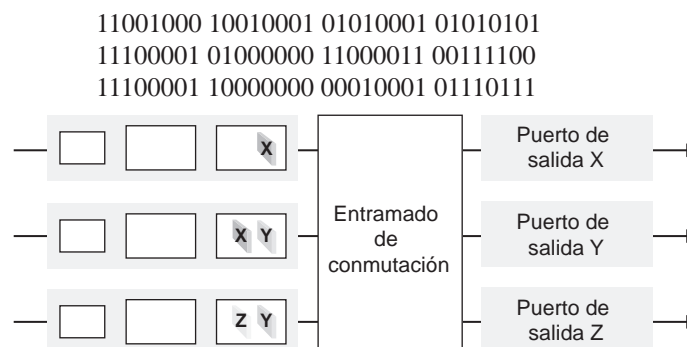 11001000 10010001 01010001 01010101
11100001 01000000 11000011 00111100
11100001 10000000 00010001 01110111
X
Puerto de
salida X
X Y
Entramado
de
conmutación
Puerto de
salida Y
Z Y
Puerto de
salida Z